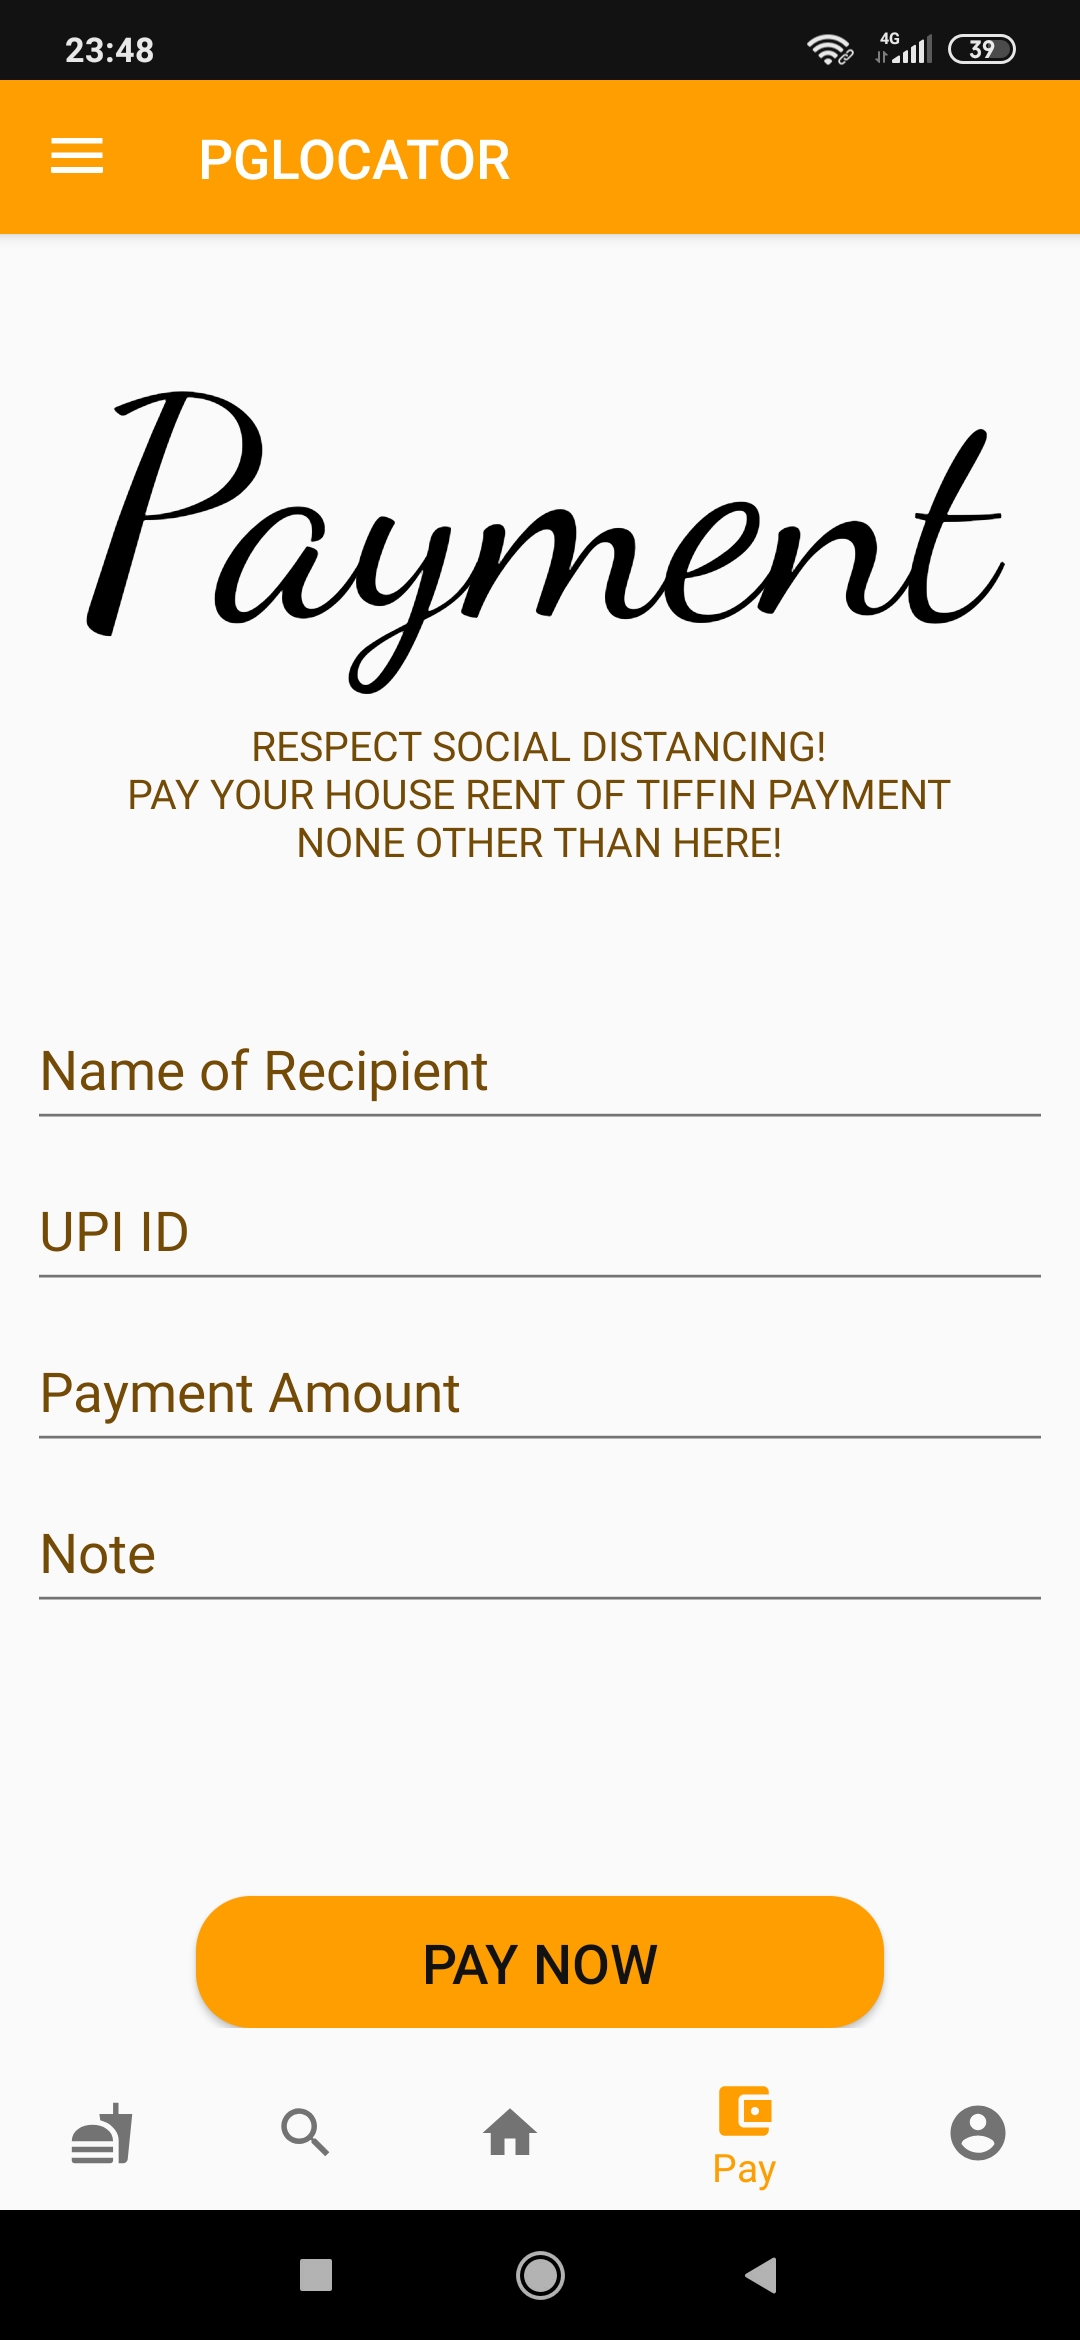 23:48
4G
39
PGLOCATOR
Payment
RESPECT SOCIAL DISTANCING!
PAY YOUR HOUSE RENT OF TIFFIN PAYMENT
NONE OTHER THAN HERE!
Name of Recipient
UPI ID
Payment Amount
Note
PAY NOW
Pay